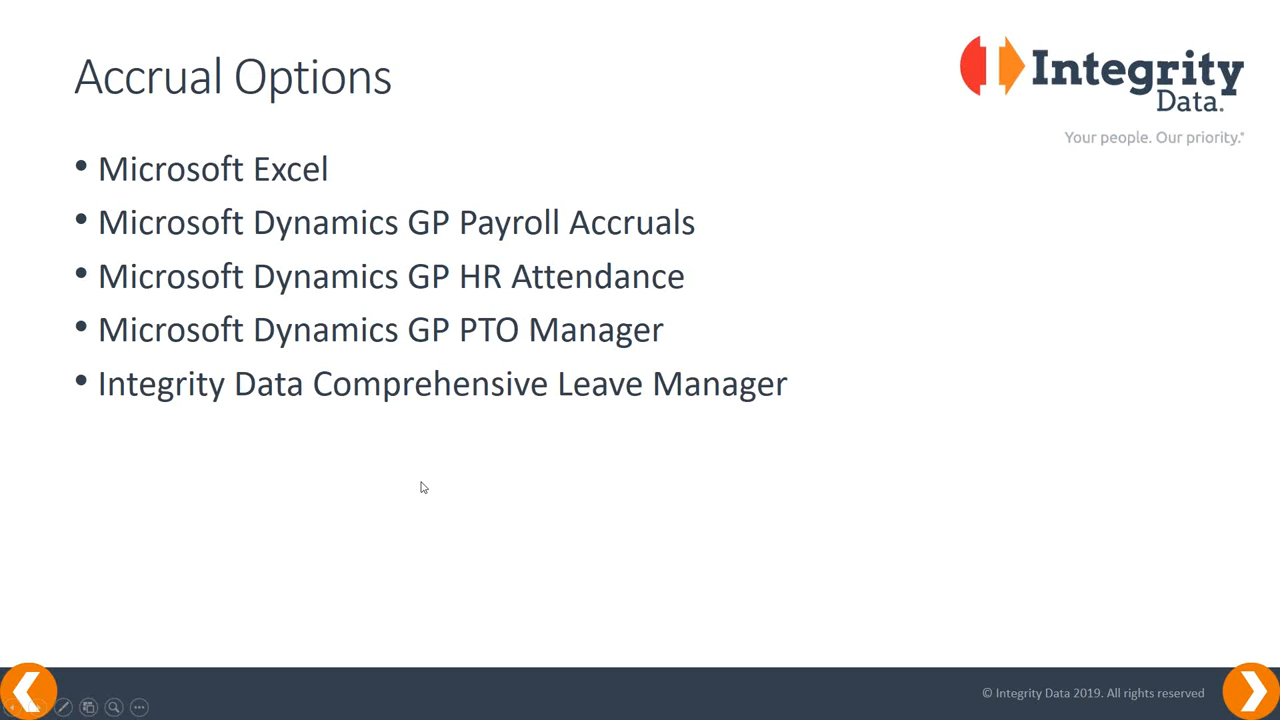 Accrual Options
Integrity
Data.
Your people. Our priority.®
• Microsoft Excel
• Microsoft Dynamics GP Payroll Accruals
• Microsoft Dynamics GP HR Attendance
• Microsoft Dynamics GP PTO Manager
• Integrity Data Comprehensive Leave Manager
© Integrity Data 2019. All rights reserved